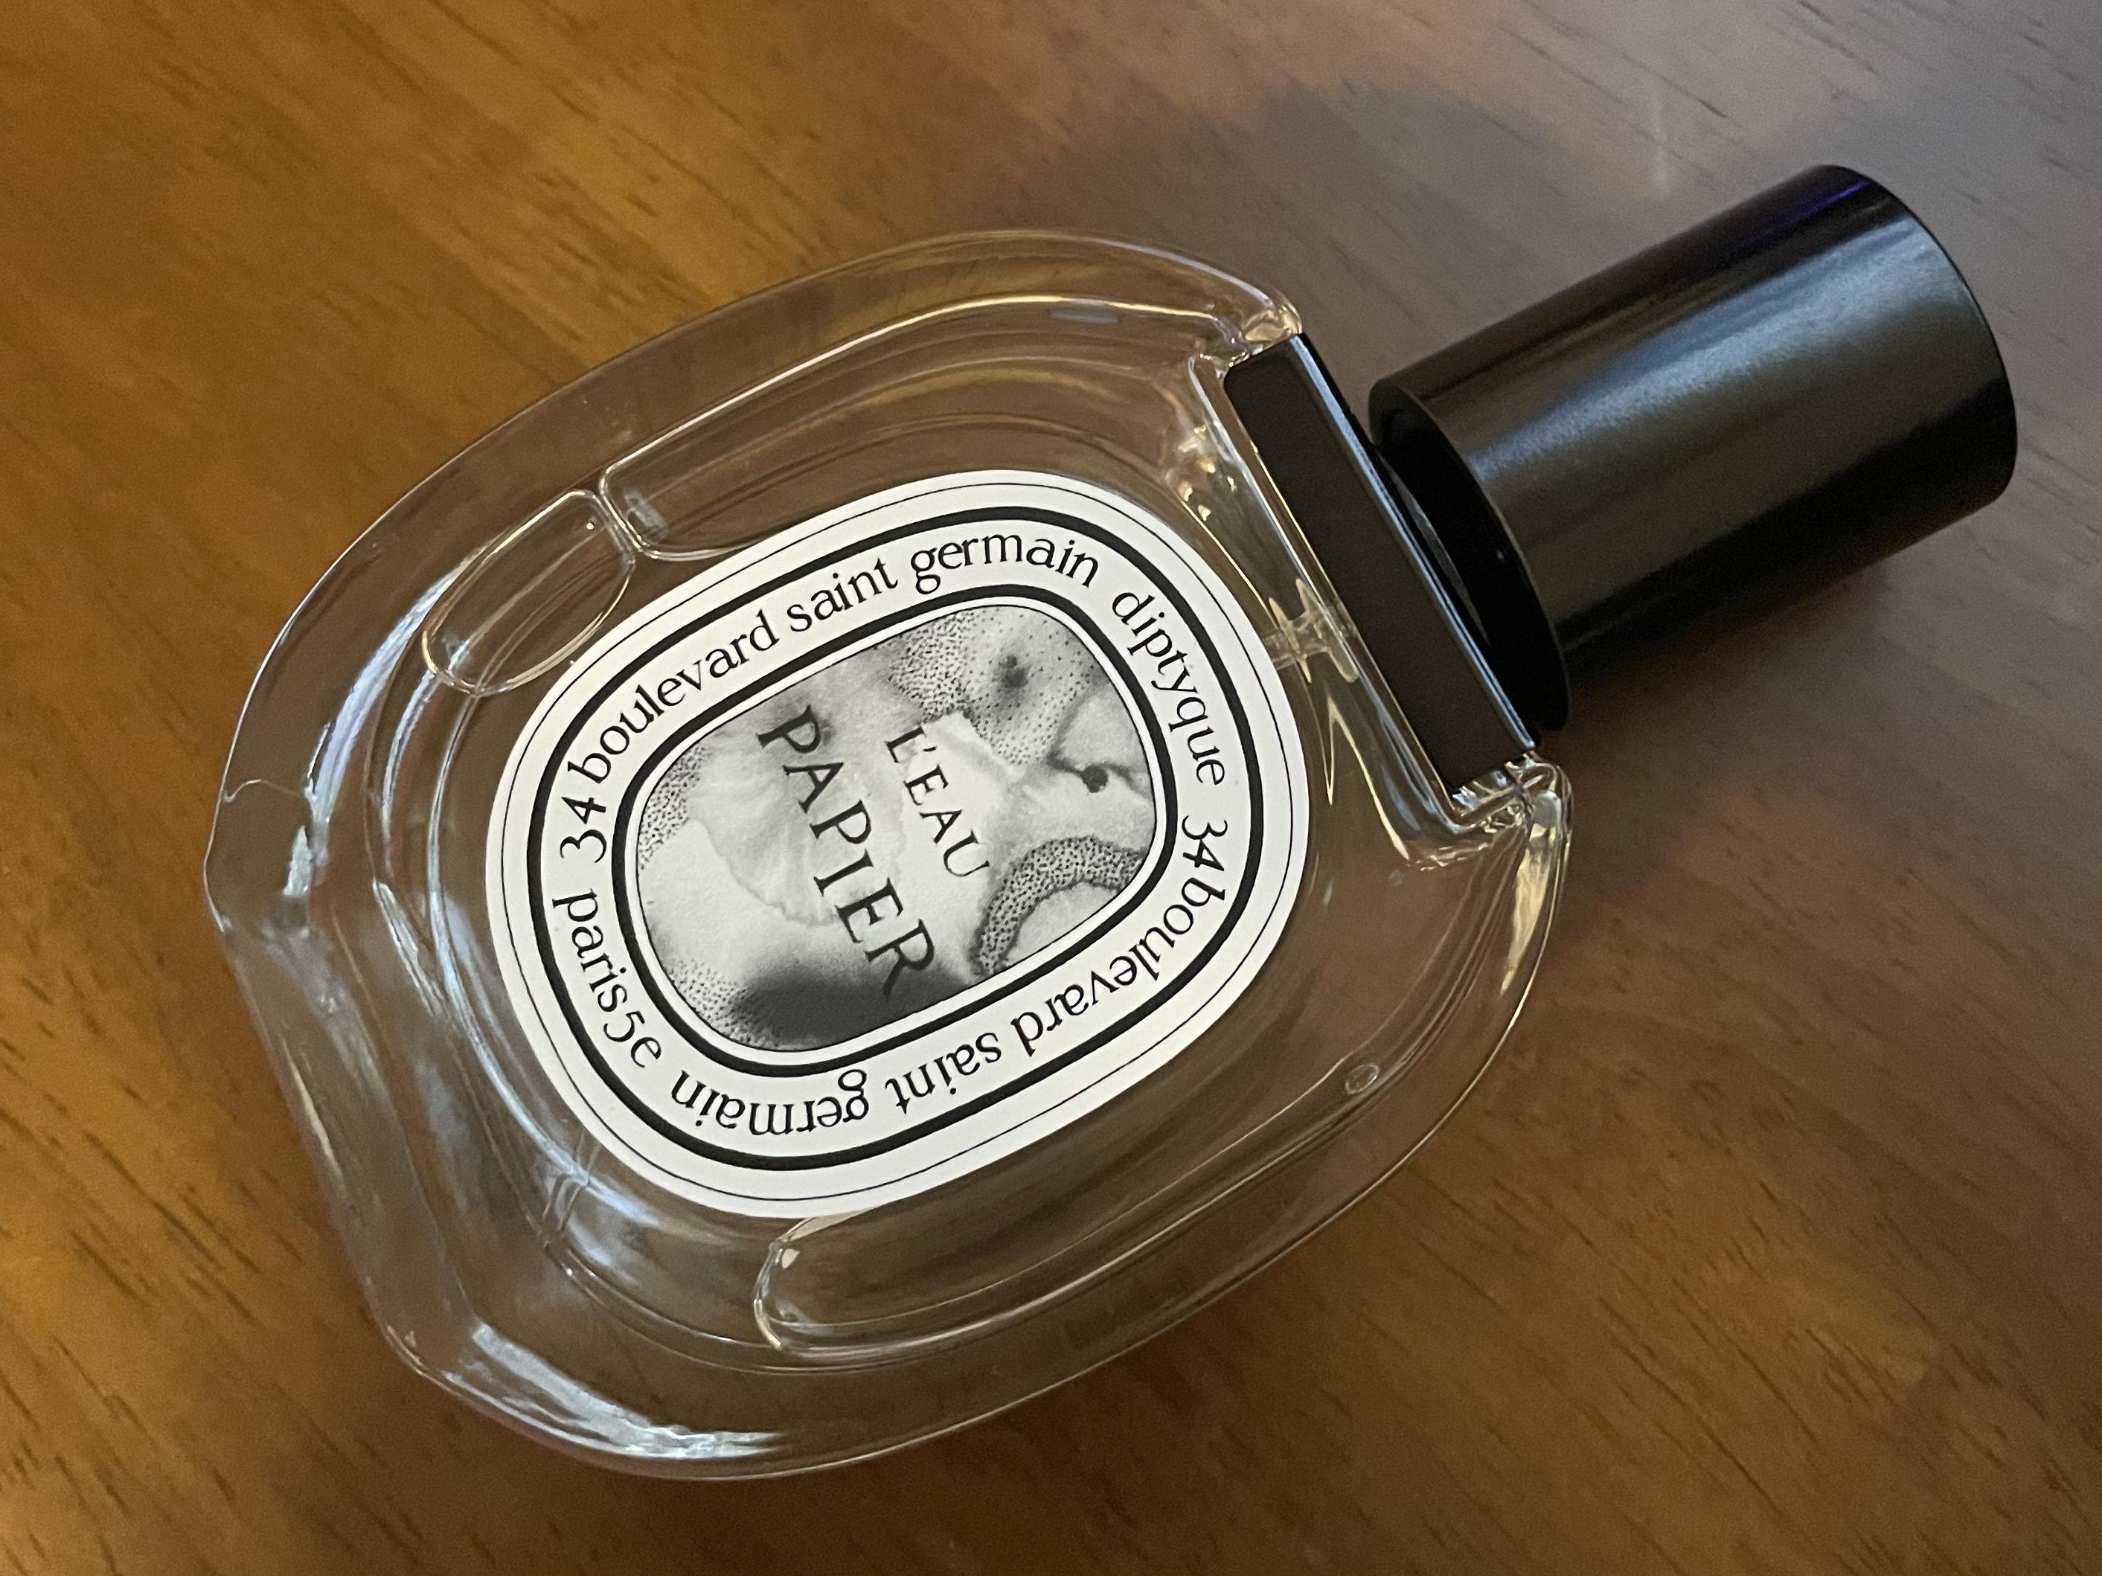 L'EAU
PAPIER
diptyque 34 boulevard saint germain paris5e 34 boulevard saint germain